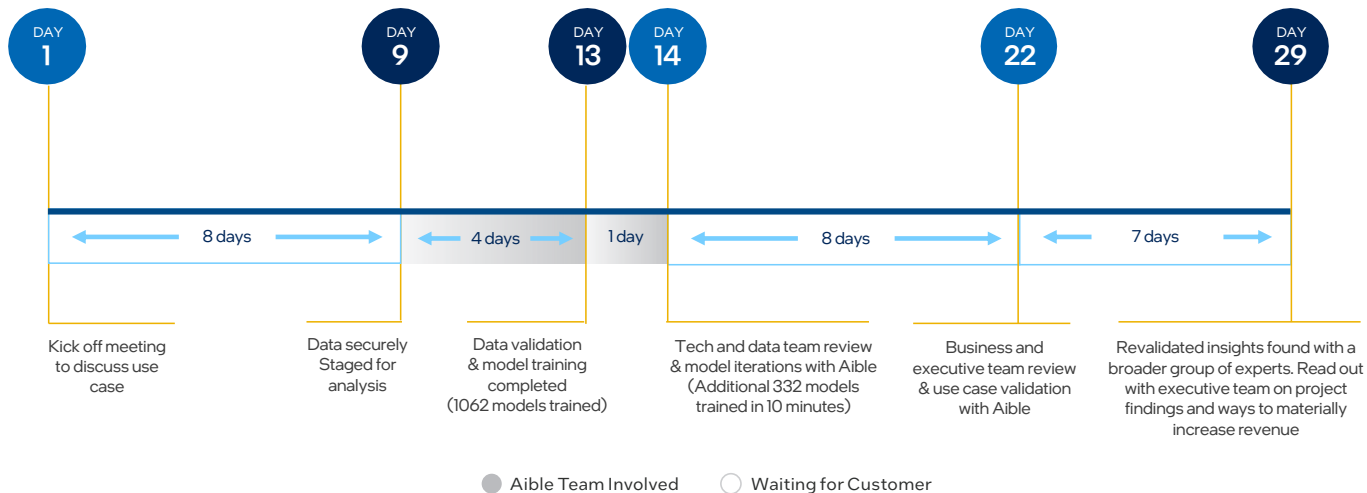 DAY
1
DAY
9
DAY
13
DAY
14
DAY
22
DAY
29
8 days
4 days
1 day
8 days
7 days
Kick off meeting
to discuss use
case
Data securely
Staged for
analysis
Data validation
& model training
completed
(1062 models trained)
Tech and data team review
& model iterations with Aible
(Additional 332 models
trained in 10 minutes)
Business and
executive team review
& use case validation
with Aible
Revalidated insights found with a
broader group of experts. Read out
with executive team on project
findings and ways to materially
increase revenue
Aible Team Involved
Waiting for Customer